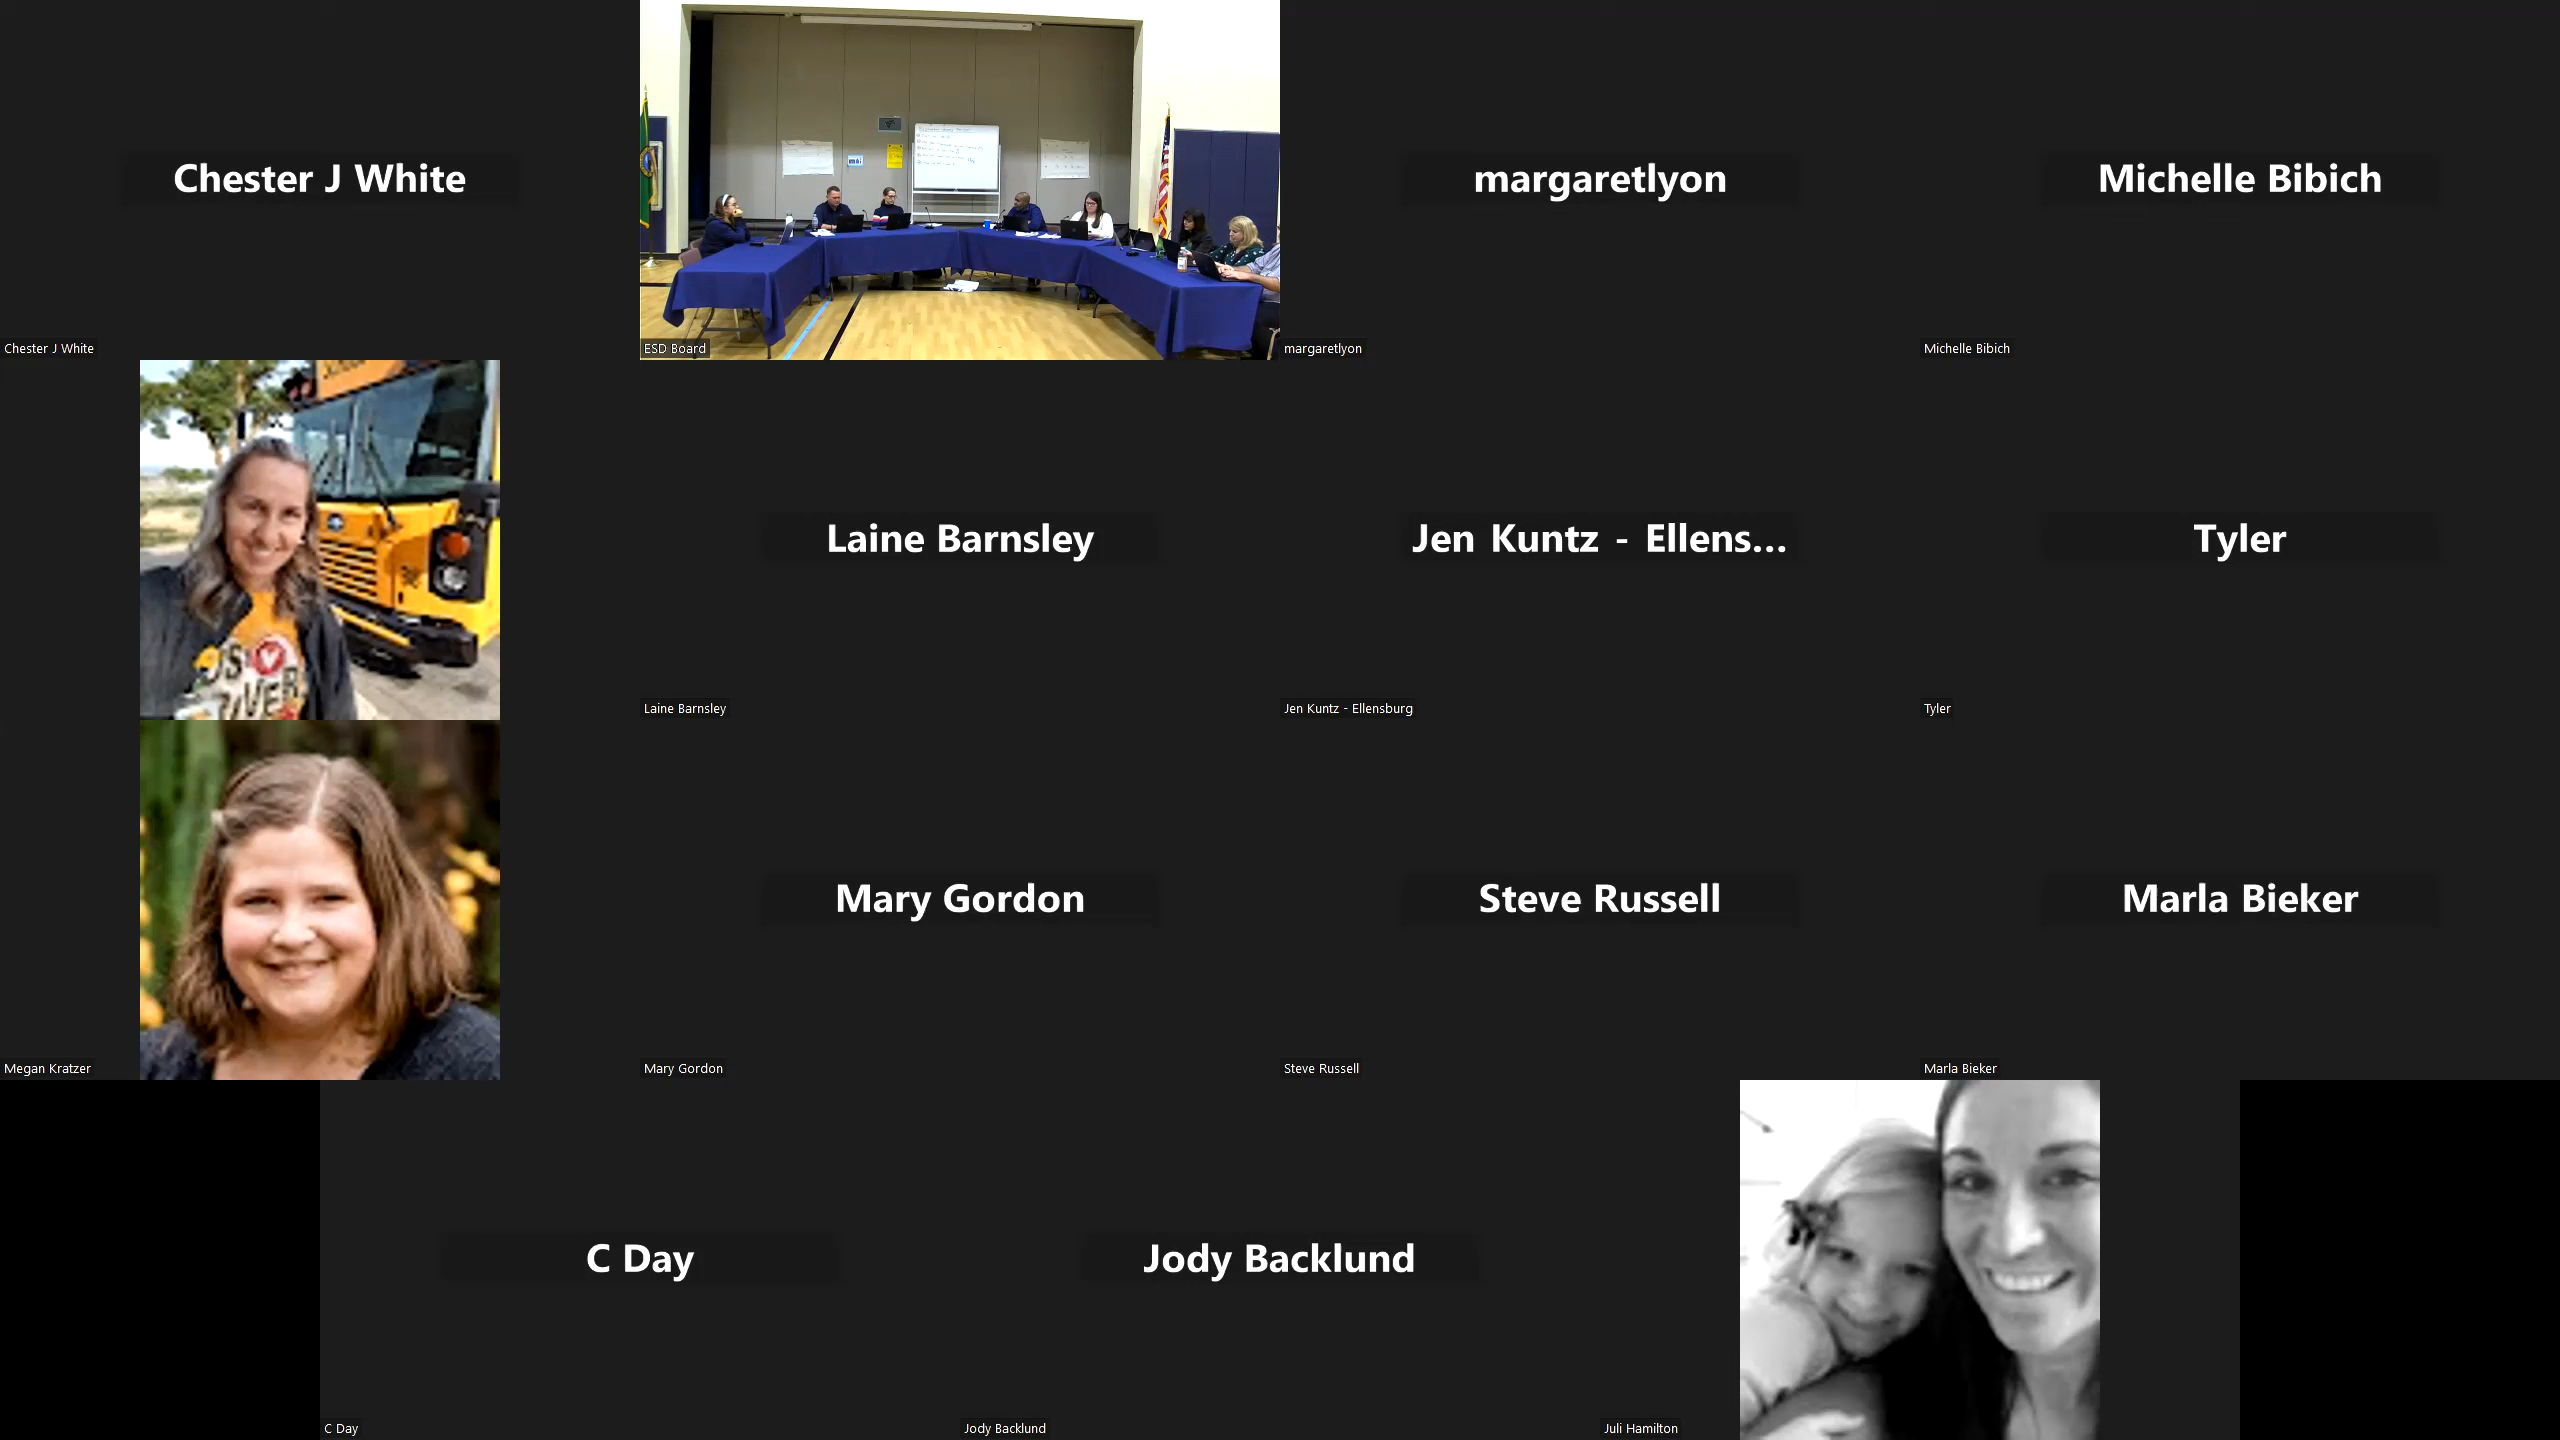 Chester J White
margaretlyon
Michelle Bibich
Chester J White
ESD Board
margaretlyon
Michelle Bibich
Laine Barnsley
Jen Kuntz - Ellens...
Tyler
Laine Barnsley
Jen Kuntz - Ellensburg
Tyler
Mary Gordon
Steve Russell
Marla Bieker
Megan Kratzer
Mary Gordon
Steve Russell
Marla Bieker
C Day
Jody Backlund
C Day
Jody Backlund
Juli Hamilton